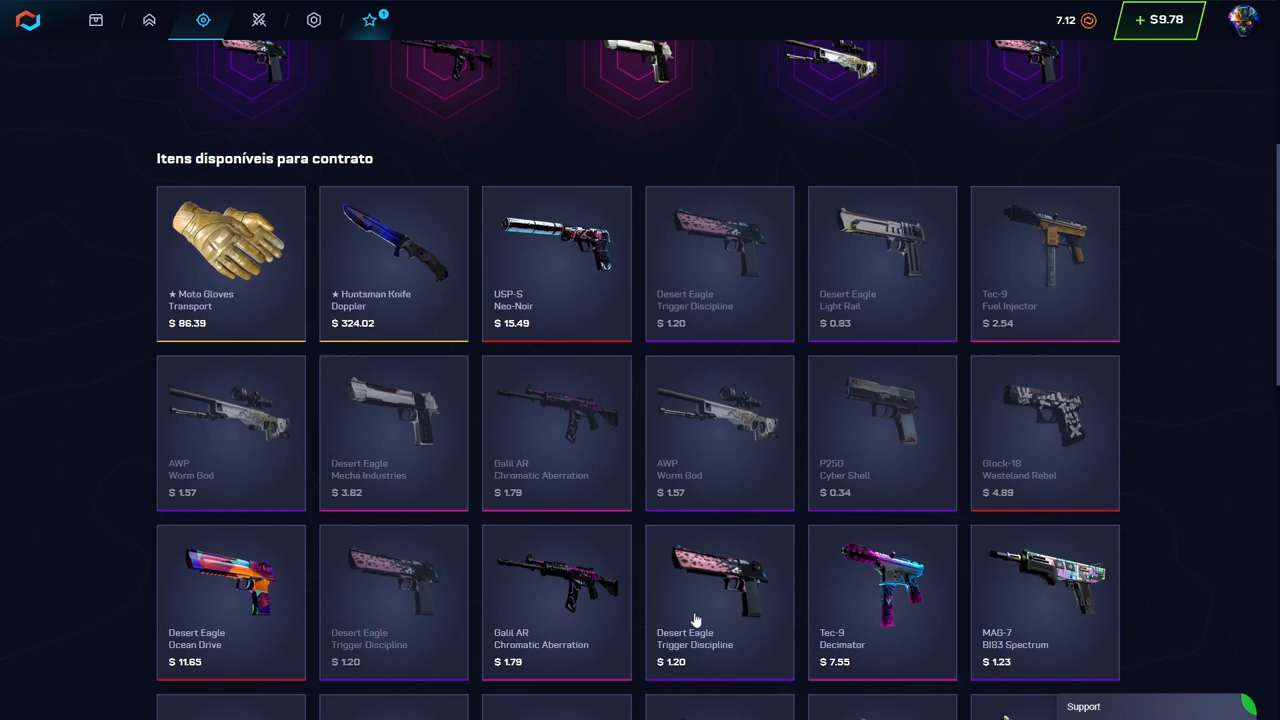 1
7.12
+ $9.78
Itens disponíveis para contrato
★ Moto Gloves
Transport
$ 86.39
★ Huntsman Knife
Doppler
$ 324.02
USP-S
Neo-Noir
$ 15.49
Desert Eagle
Trigger Discipline
$ 1.20
Desert Eagle
Light Rail
$ 0.83
Tec-9
Fuel Injector
$ 2.54
AWP
Worm God
$ 1.57
Desert Eagle
Mecha Industries
$ 3.82
Galil AR
Chromatic Aberration
$ 1.79
AWP
Worm God
$ 1.57
P250
Cyber Shell
$ 0.34
Glock-18
Wasteland Rebel
$ 4.89
Desert Eagle
Ocean Drive
$ 11.65
Desert Eagle
Trigger Discipline
$ 1.20
Galil AR
Chromatic Aberration
$ 1.79
Desert Eagle
Trigger Discipline
$ 1.20
Tec-9
Decimator
$ 7.55
MAG-7
BI83 Spectrum
$ 1.23
Support